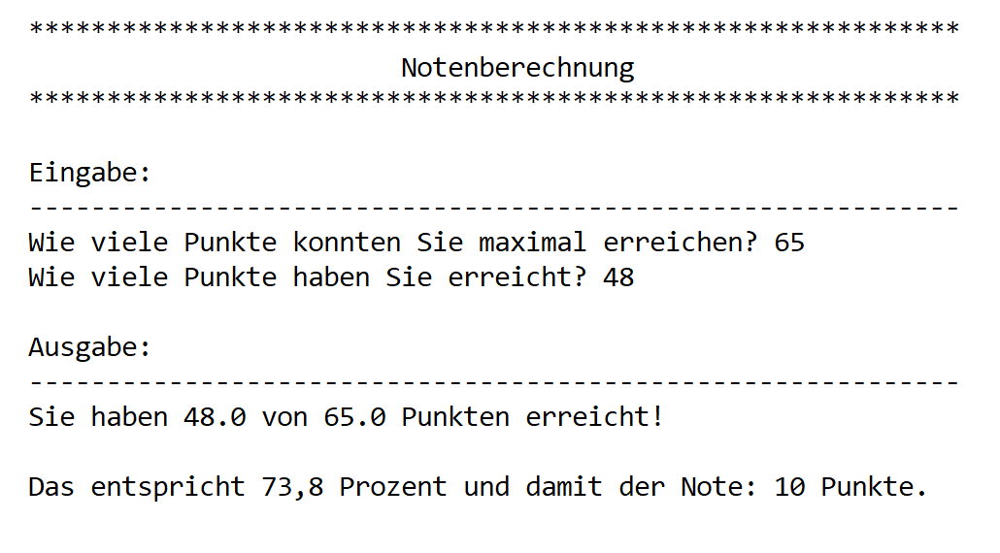 ************************************************************
Notenberechnung
************************************************************
Eingabe:
------------------------------------------------------------
Wie viele Punkte konnten Sie maximal erreichen? 65
Wie viele Punkte haben Sie erreicht? 48
Ausgabe:
------------------------------------------------------------
Sie haben 48.0 von 65.0 Punkten erreicht!
Das entspricht 73,8 Prozent und damit der Note: 10 Punkte.